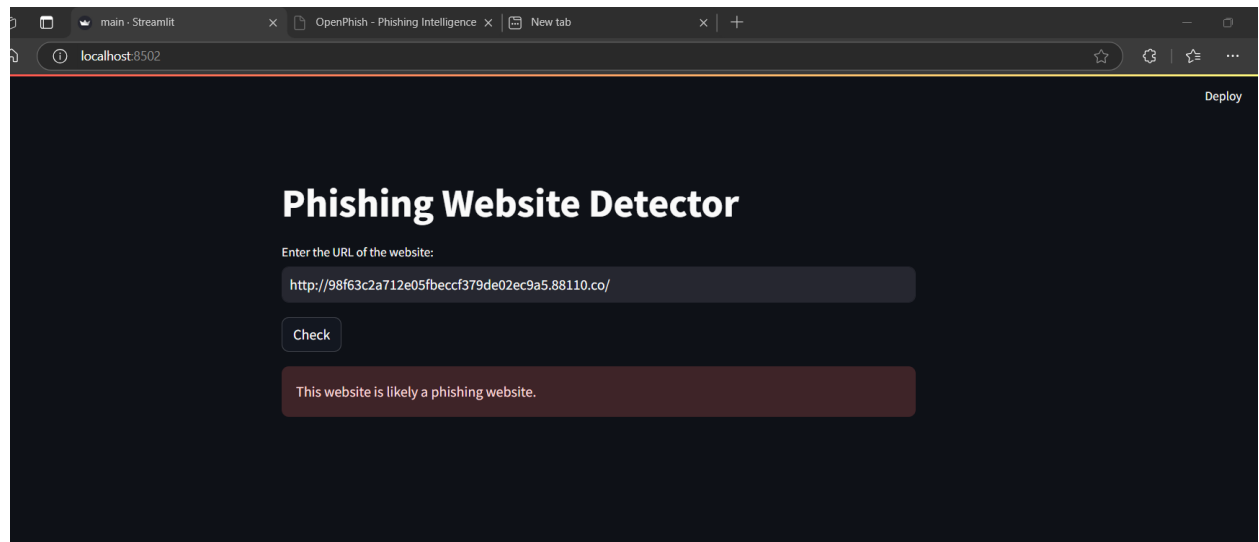 main · Streamlit
OpenPhish - Phishing Intelligence
New tab
localhost:8502
Deploy
Phishing Website Detector
Enter the URL of the website:
http://98f63c2a712e05fbeccf379de02ec9a5.88110.co/
Check
This website is likely a phishing website.